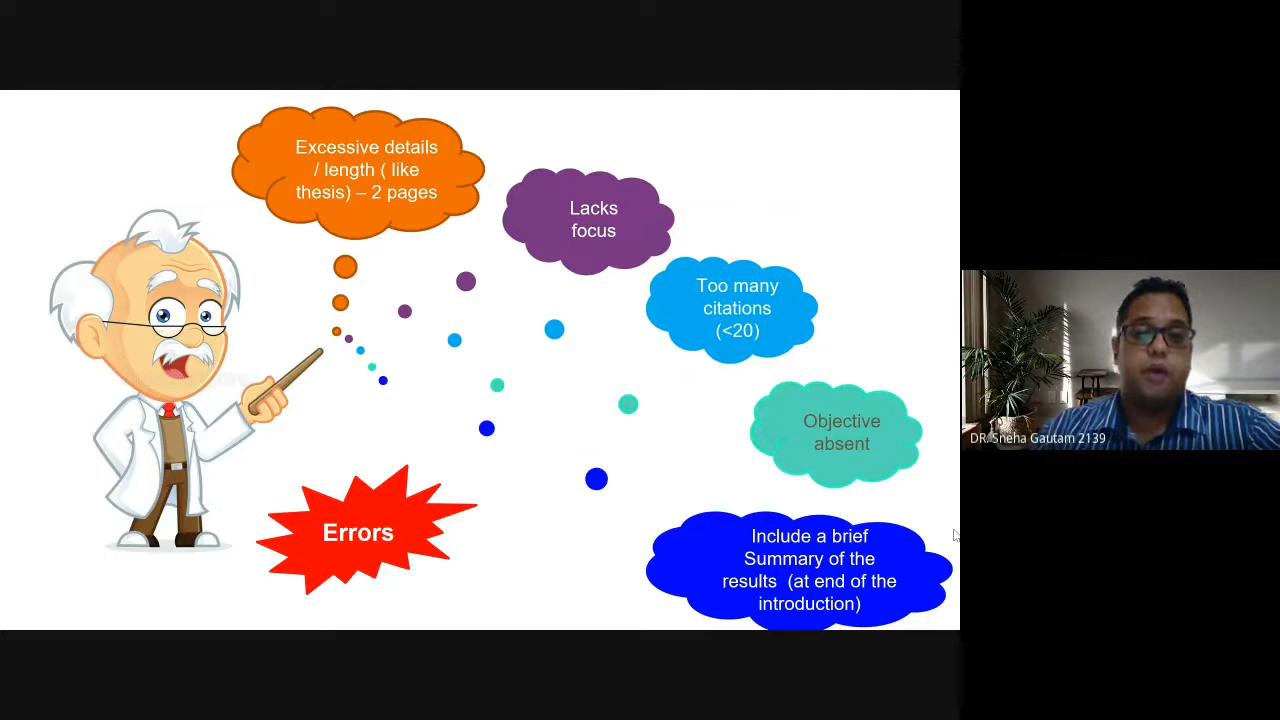 Excessive details
/ length ( like
thesis) – 2 pages
Lacks
focus
Too many
citations
(<20)
Objective
absent
Include a brief
Summary of the
results (at end of the
introduction)
Errors
DR. Sneha Gautam 2139